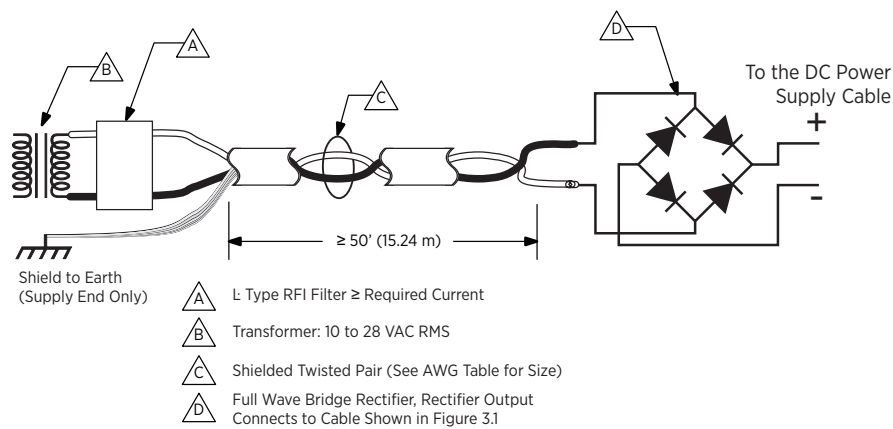 D
A
To the DC Power
Supply Cable
B
C
+
-
≥ 50' (15.24 m)
Shield to Earth
(Supply End Only)
A L- Type RFI Filter ≥ Required Current
B Transformer: 10 to 28 VAC RMS
C Shielded Twisted Pair (See AWG Table for Size)
D Full Wave Bridge Rectifier, Rectifier Output
Connects to Cable Shown in Figure 3.1